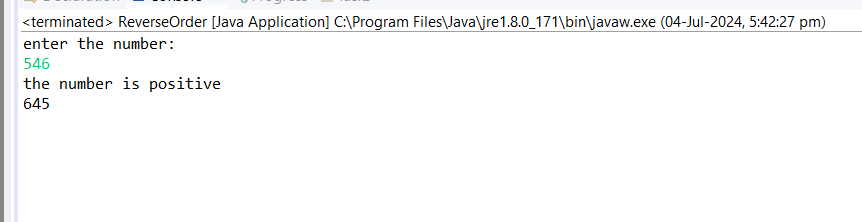 <terminated> ReverseOrder [Java Application] C:\Program Files\Java\jre1.8.0_171\bin\javaw.exe (04-Jul-2024, 5:42:27 pm)
enter the number:
546
the number is positive
645